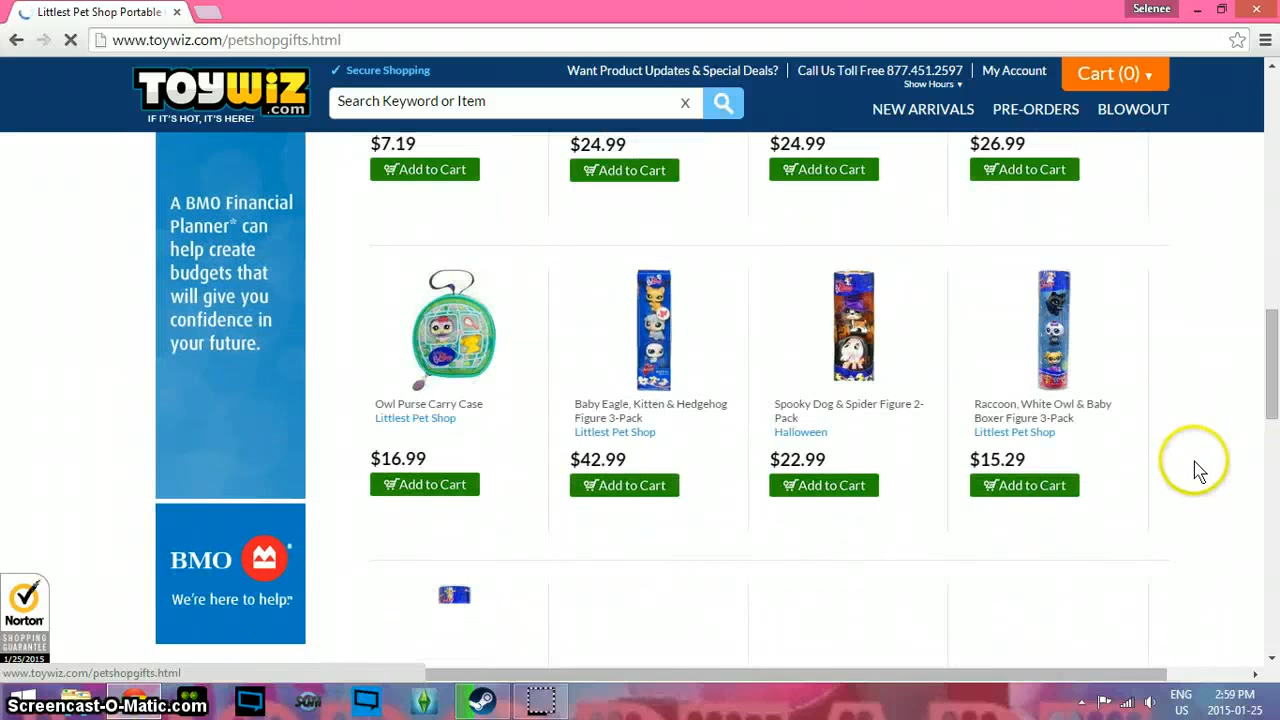 Littlest Pet Shop Portable
Selenee
www.toywiz.com/petshopgifts.html
TOYWIZ
.com
IF IT'S HOT, IT'S HERE!
Secure Shopping
Want Product Updates & Special Deals?
Call Us Toll Free 877.451.2597
Show Hours
My Account
Cart (0)
Search Keyword or Item
X
NEW ARRIVALS
PRE-ORDERS
BLOWOUT
$7.19
$24.99
$24.99
$26.99
Add to Cart
Add to Cart
Add to Cart
Add to Cart
A BMO Financial
Planner* can
help create
budgets that
will give you
confidence in
your future.
Owl Purse Carry Case
Littlest Pet Shop
$16.99
Add to Cart
Baby Eagle, Kitten & Hedgehog
Figure 3-Pack
Littlest Pet Shop
$42.99
Add to Cart
Spooky Dog & Spider Figure 2-
Pack
Halloween
$22.99
Add to Cart
Raccoon, White Owl & Baby
Boxer Figure 3-Pack
Littlest Pet Shop
$15.29
Add to Cart
BMO
We're here to help.™
Norton
SHOPPING
GUARANTEE
1/25/2015
www.toywiz.com/petshopgifts.html
Screencast-O-Matic.com
ENG
US
2:59 PM
2015-01-25